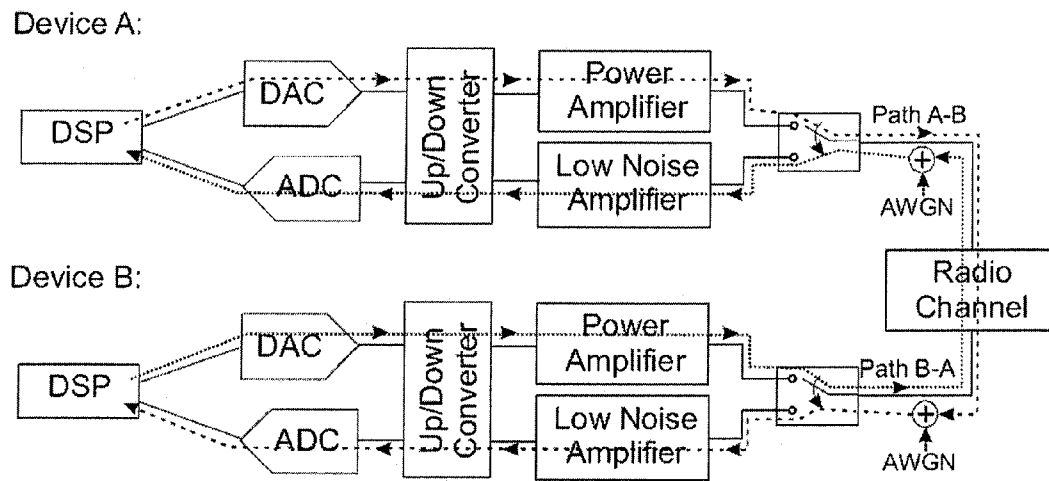 Device A:
DSP
DAC
ADC
Up/Down
Converter
Power
Amplifier
Low Noise
Amplifier
Path A-B
AWGN
Radio
Channel
Device B:
DSP
DAC
ADC
Up/Down
Converter
Power
Amplifier
Low Noise
Amplifier
Path B-A
AWGN